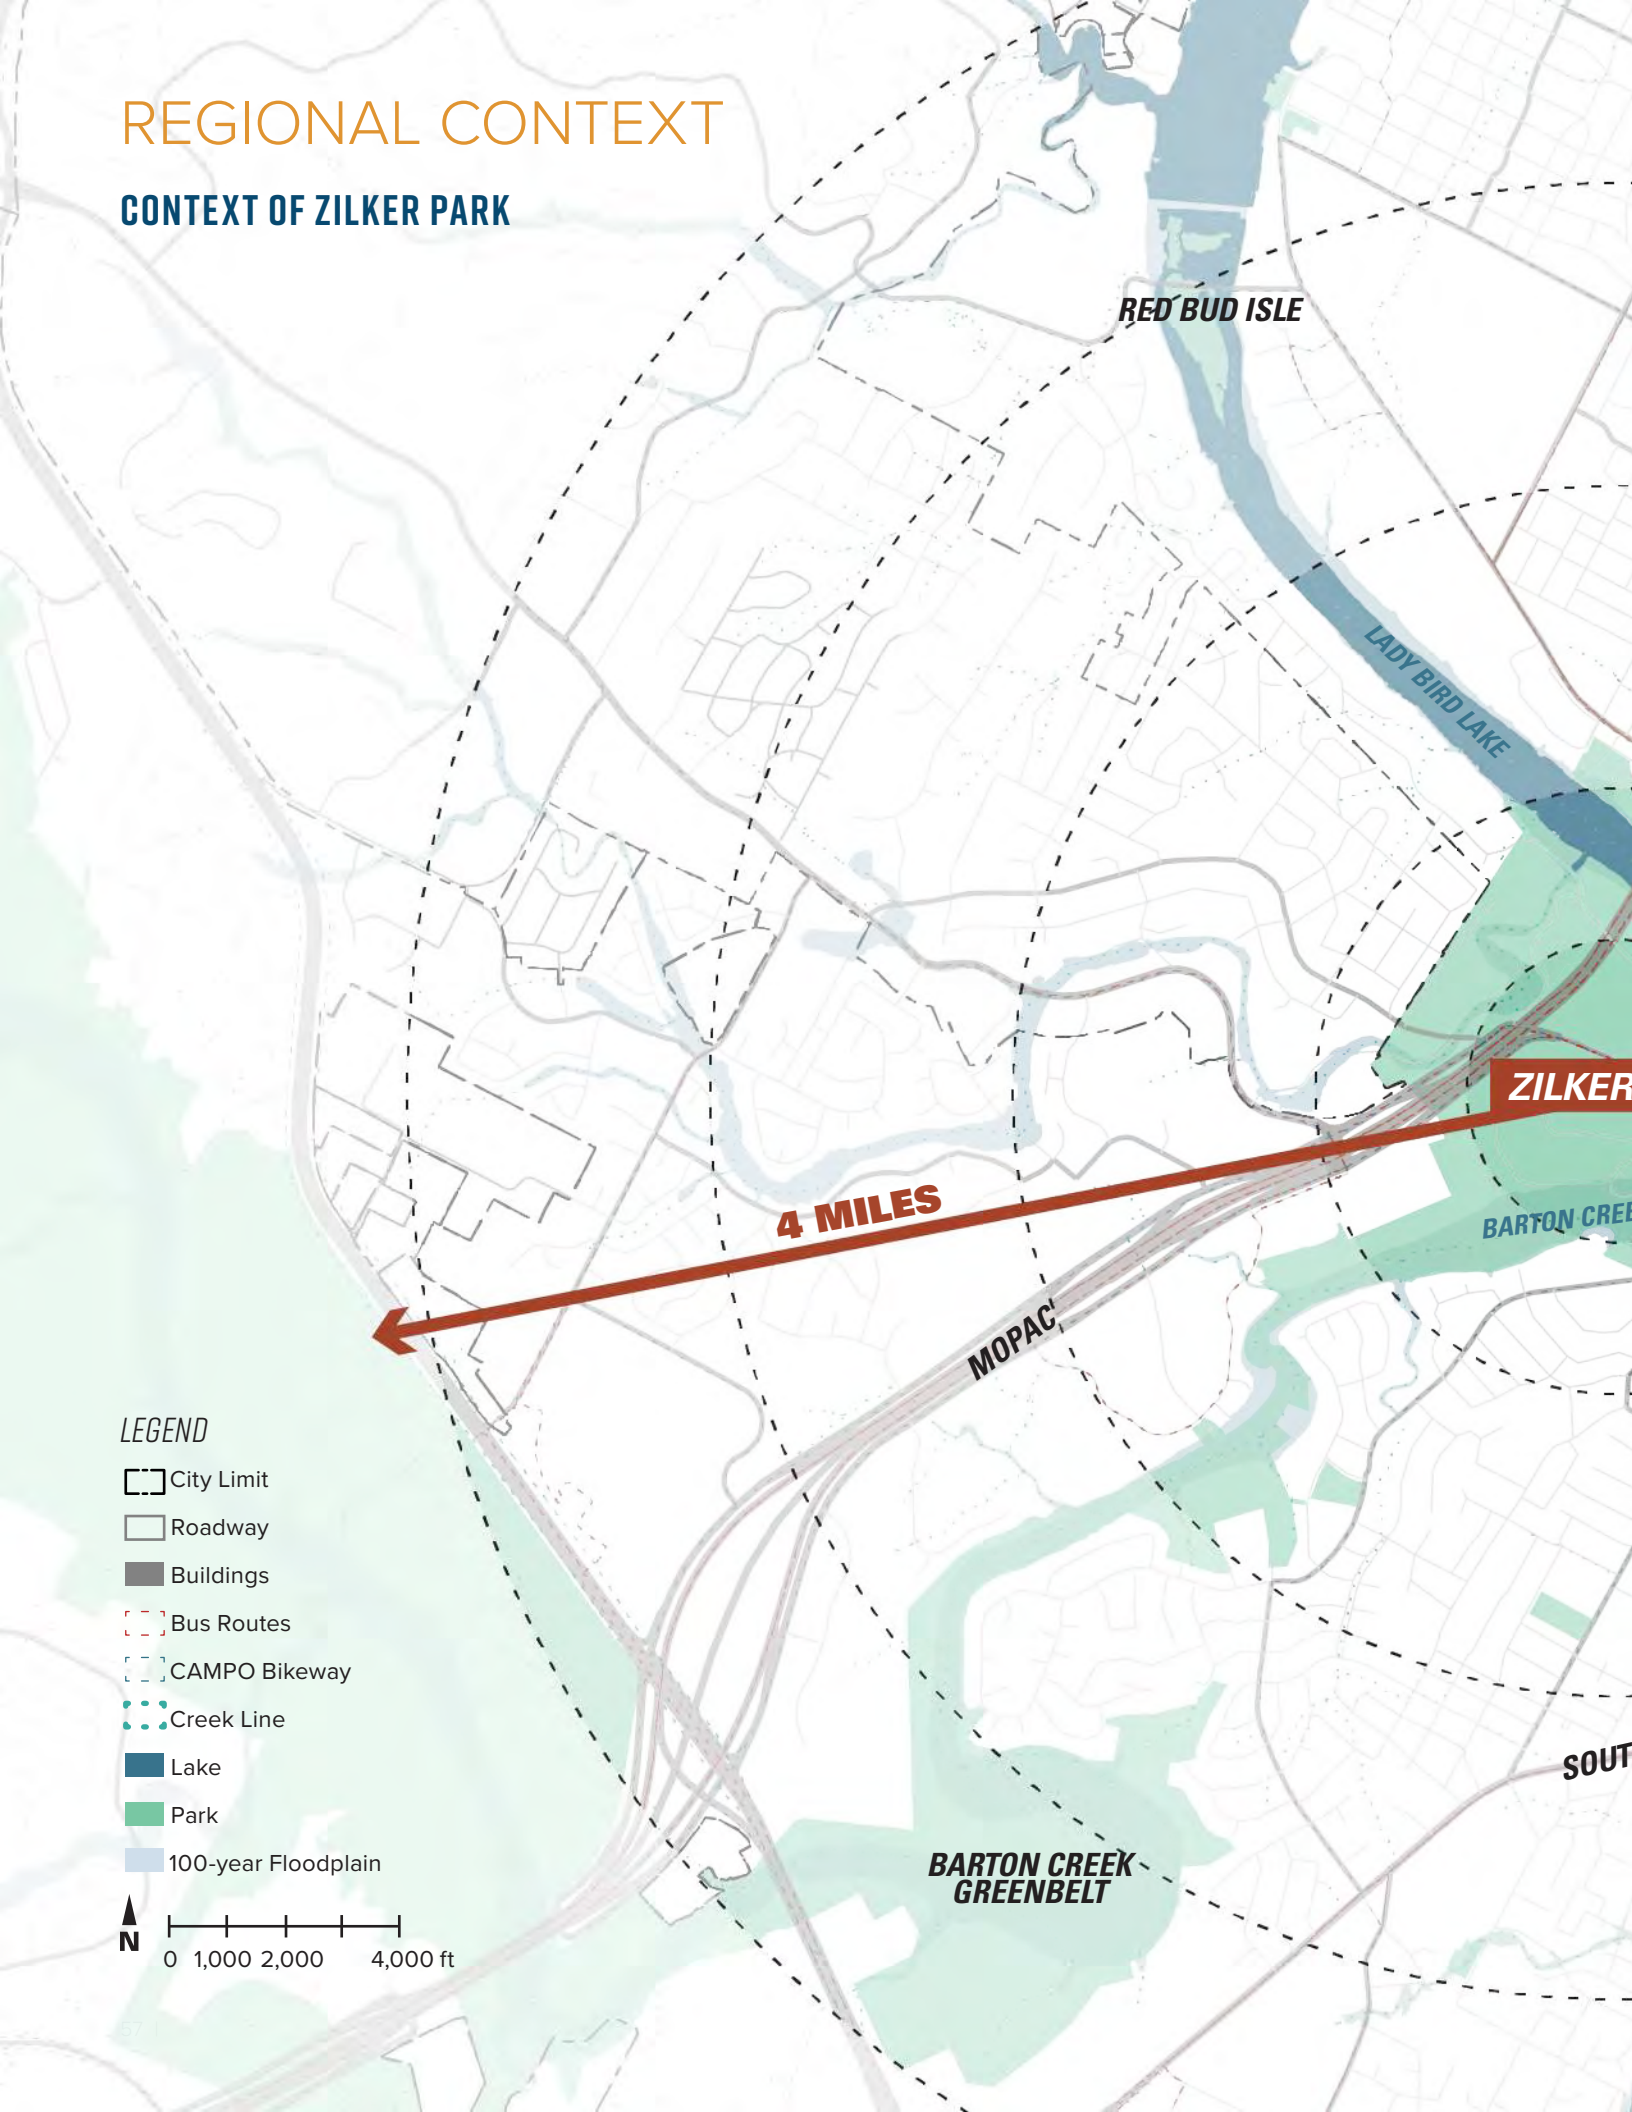 REGIONAL CONTEXT
CONTEXT OF ZILKER PARK
RED BUD ISLE
LADY BIRD LAKE
ZILKER
4 MILES
BARTON CREE
MOPAC
LEGEND
City Limit
Roadway
Buildings
Bus Routes
CAMPO Bikeway
Creek Line
Lake
Park
100-year Floodplain
SOUT
BARTON CREEK
GREENBELT
N
0 1,000 2,000 4,000 ft
57